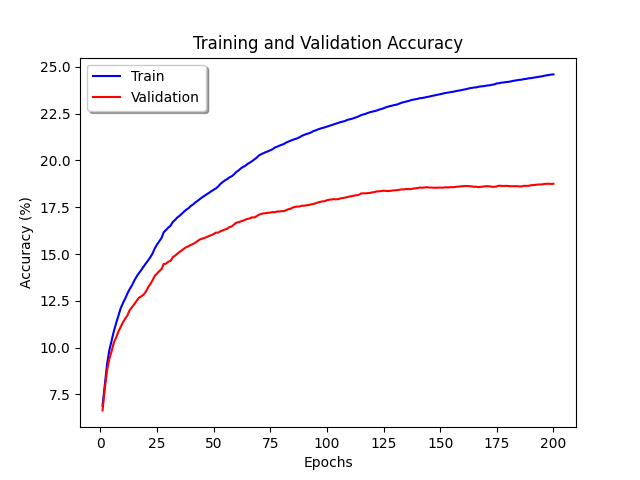 Training and Validation Accuracy
Train
Validation
Accuracy (%)
25.0
22.5
20.0
17.5
15.0
12.5
10.0
7.5
0 25 50 75 100 125 150 175 200
Epochs